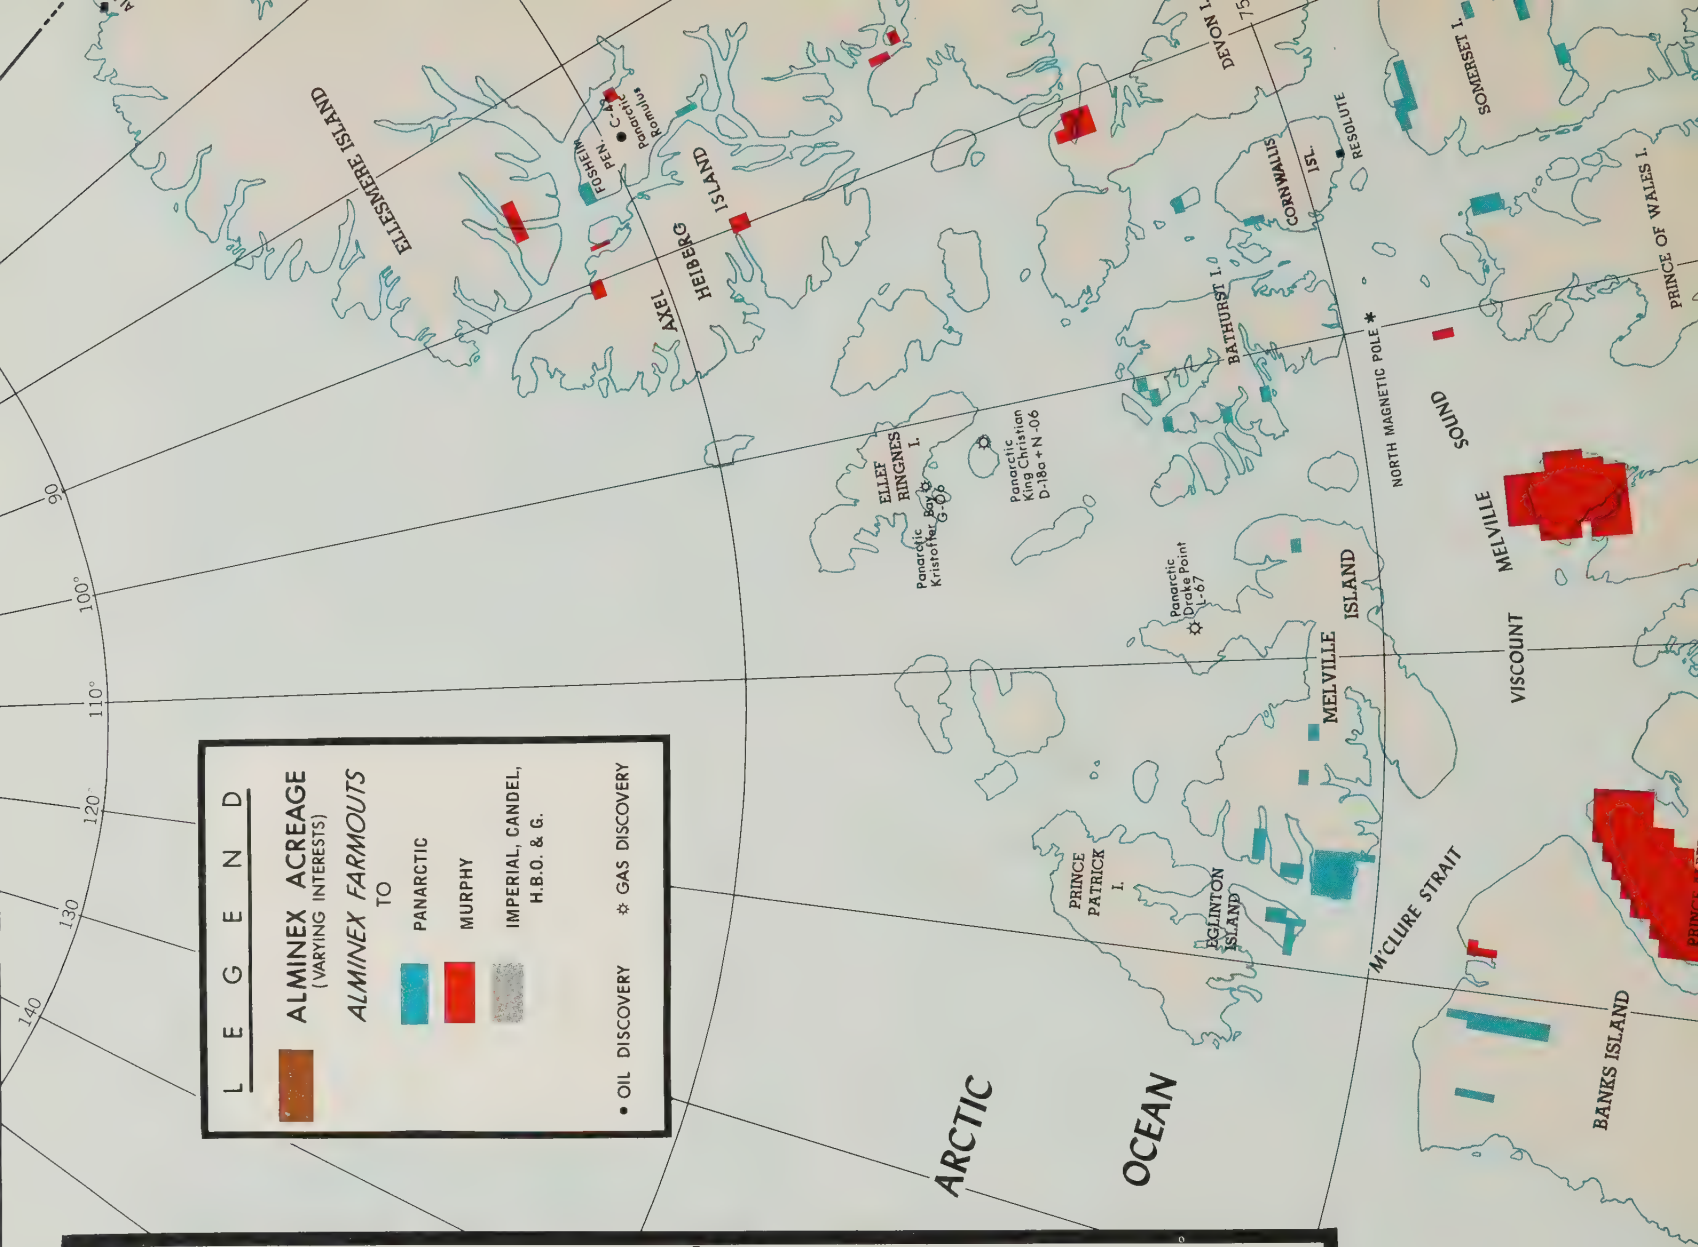 LEGEND
ALMINEX ACREAGE
(VARYING INTERESTS)
ALMINEX FARMOUTS
TO
PANARCTIC
MURPHY
IMPERIAL, CANDEL,
H.B.O. & G.
• OIL DISCOVERY
☼ GAS DISCOVERY
140
130
120°
110°
100°
90
75
ELLESMERE ISLAND
FOSHEIM
PEN.
C-42
Panarctic
Romulus
AXEL
HEIBERG
ISLAND
ELLEF
RINGNES
I.
Panarctic
Kristoffer Bay
G-06
Panarctic
King Christian
D-18a + N-06
DEVON I.
CORNWALLIS
ISL.
RESOLUTE
SOMERSET I.
PRINCE OF WALES I.
BATHURST I.
NORTH MAGNETIC POLE *
VISCOUNT
MELVILLE
SOUND
Panarctic
Drake Point
L-67
MELVILLE
ISLAND
PRINCE
PATRICK
I.
EGLINTON
ISLAND
M'CLURE STRAIT
BANKS ISLAND
ARCTIC
OCEAN